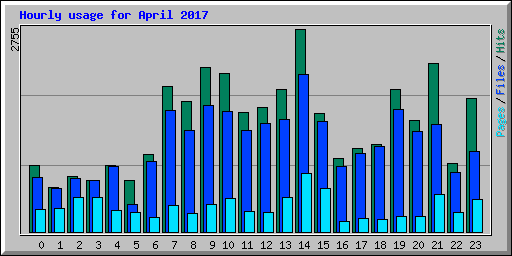 Hourly usage for April 2017
2755
Pages/Files/Hits
0 1 2 3 4 5 6 7 8 9 10 11 12 13 14 15 16 17 18 19 20 21 22 23